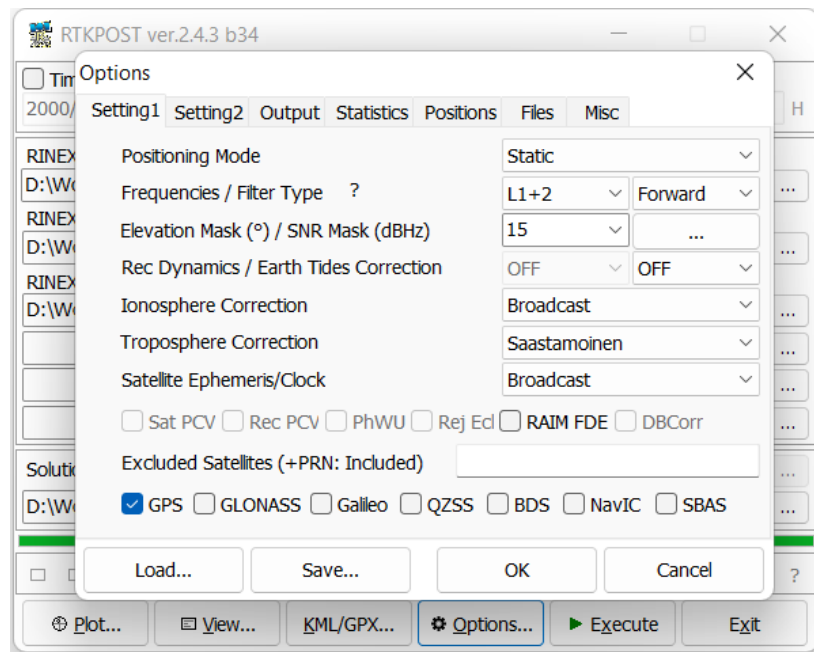 RTKPOST ver.2.4.3 b34
Options
2000/ H
Setting1 Setting2 Output Statistics Positions Files Misc
RINEX Positioning Mode Static
D:\W Frequencies / Filter Type ? L1+2 Forward ...
RINEX Elevation Mask (°) / SNR Mask (dBHz) 15 ...
D:\W ...
Rec Dynamics / Earth Tides Correction OFF OFF
RINEX
D:\W Ionosphere Correction Broadcast ...
Troposphere Correction Saastamoinen ...
Satellite Ephemeris/Clock Broadcast ...
Sat PCV Rec PCV PhWU Rej Ecl RAIM FDE DBCorr ...
Excluded Satellites (+PRN: Included) ...
D:\W GPS GLONASS Galileo QZSS BDS NavIC SBAS ...
Load... Save... OK Cancel ?
Plot... View... KML/GPX... Options... Execute Exit